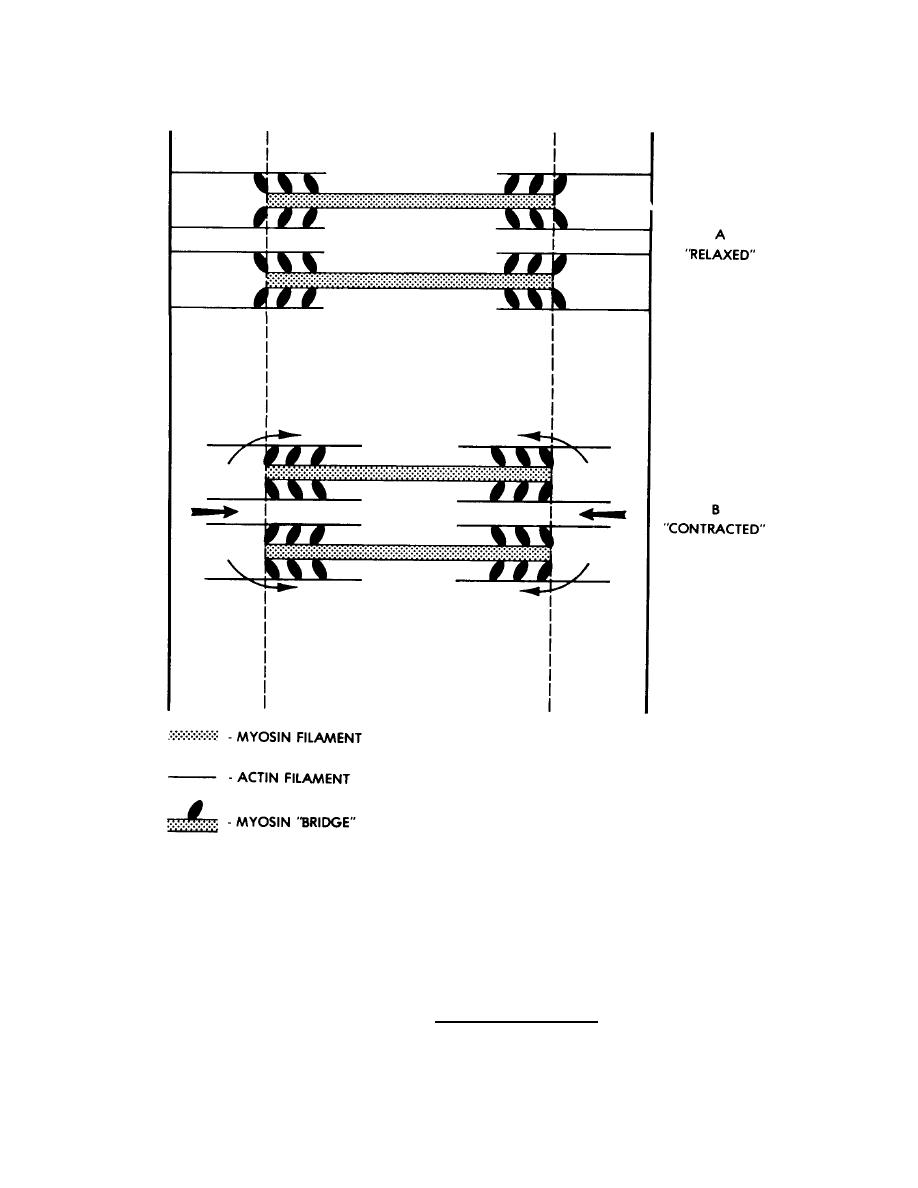 A
"RELAXED"
B
"CONTRACTED"
- MYOSIN FILAMENT
- ACTIN FILAMENT
- MYOSIN "BRIDGE"